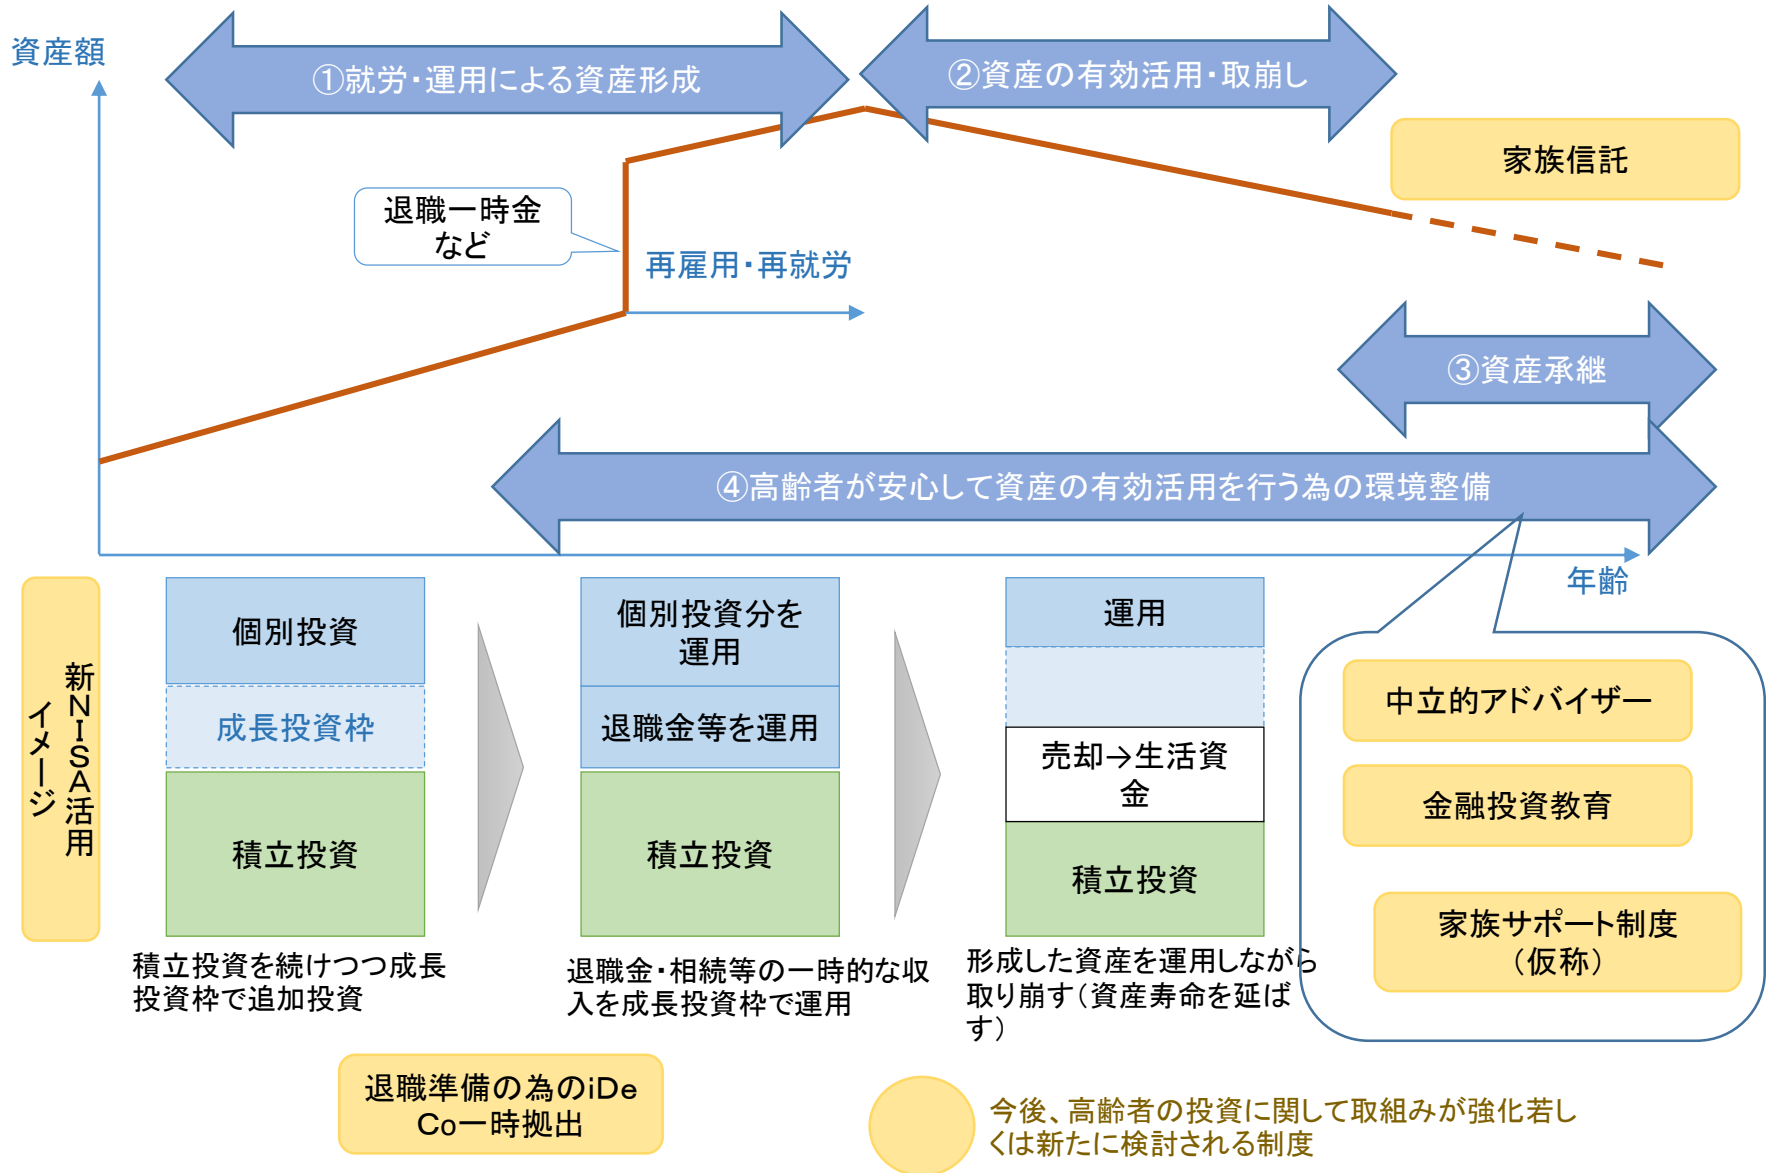 資産額
①就労・運用による資産形成
②資産の有効活用・取崩し
家族信託
退職一時金
など
再雇用・再就労
③資産承継
④高齢者が安心して資産の有効活用を行う為の環境整備
年齢
新NISA活用
イメージ
個別投資
成長投資枠
積立投資
積立投資を続けつつ成長
投資枠で追加投資
個別投資分を
運用
退職金等を運用
積立投資
退職金・相続等の一時的な収
入を成長投資枠で運用
運用
売却→生活資
金
積立投資
形成した資産を運用しながら
取り崩す（資産寿命を延ば
す）
中立的アドバイザー
金融投資教育
家族サポート制度
（仮称）
退職準備の為のiDe
Co一時拠出
今後、高齢者の投資に関して取組みが強化若し
くは新たに検討される制度